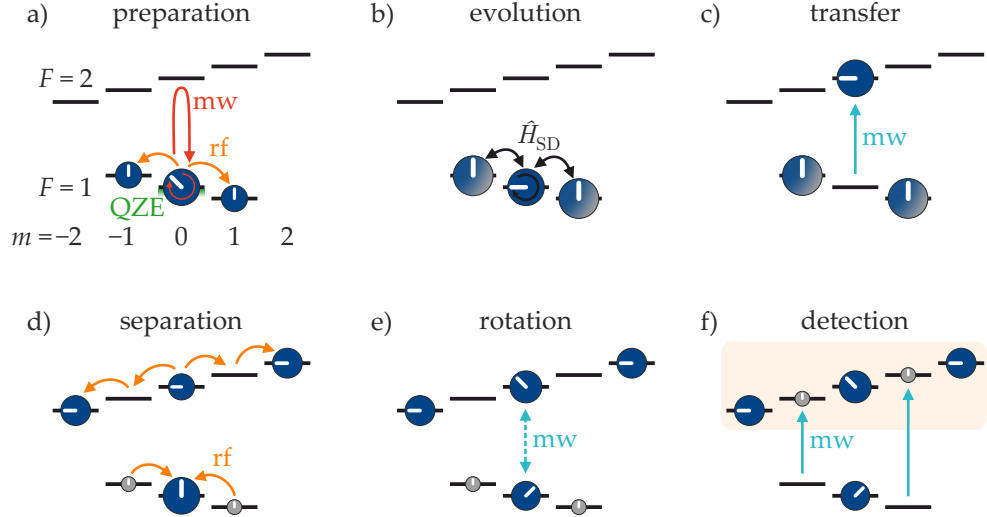 a) preparation
F = 2
mw
rf
F = 1
QZE
m = −2 −1 0 1 2
b) evolution
ĤSD
c) transfer
mw
d) separation
rf
e) rotation
mw
f) detection
mw